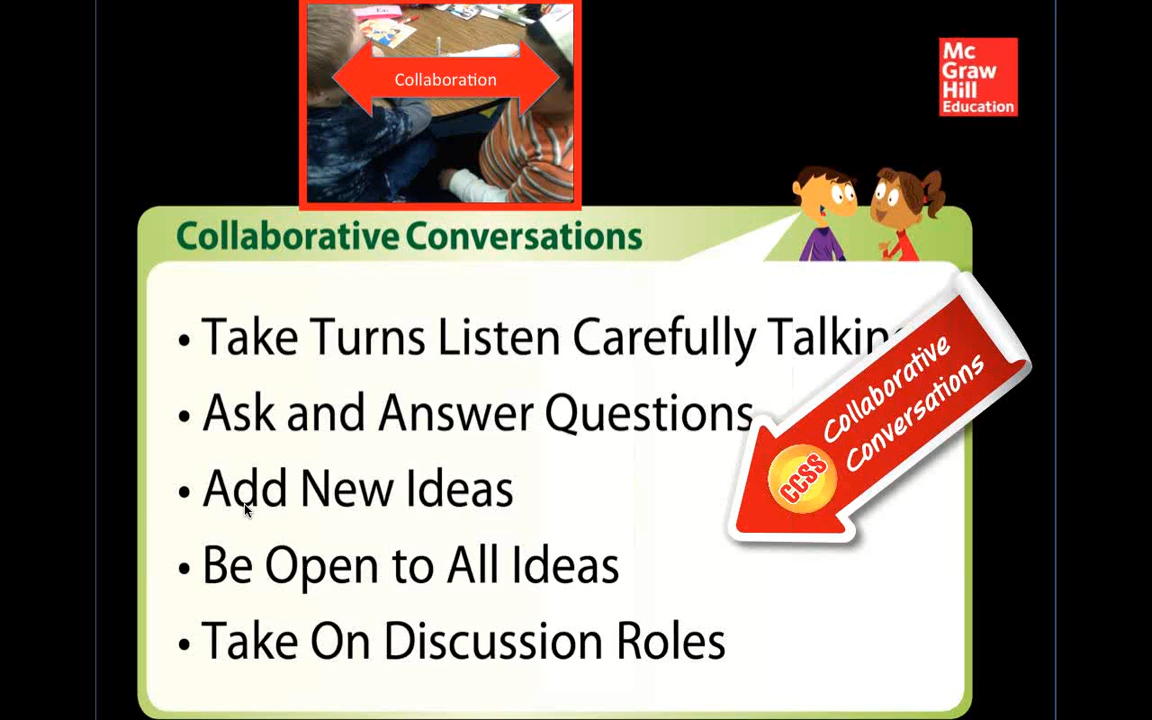 Collaboration
Mc
Graw
Hill
Education
Collaborative Conversations
• Take Turns Listen Carefully Talking
• Ask and Answer Questions
• Add New Ideas
• Be Open to All Ideas
• Take On Discussion Roles
Collaborative
Conversations
CCSS